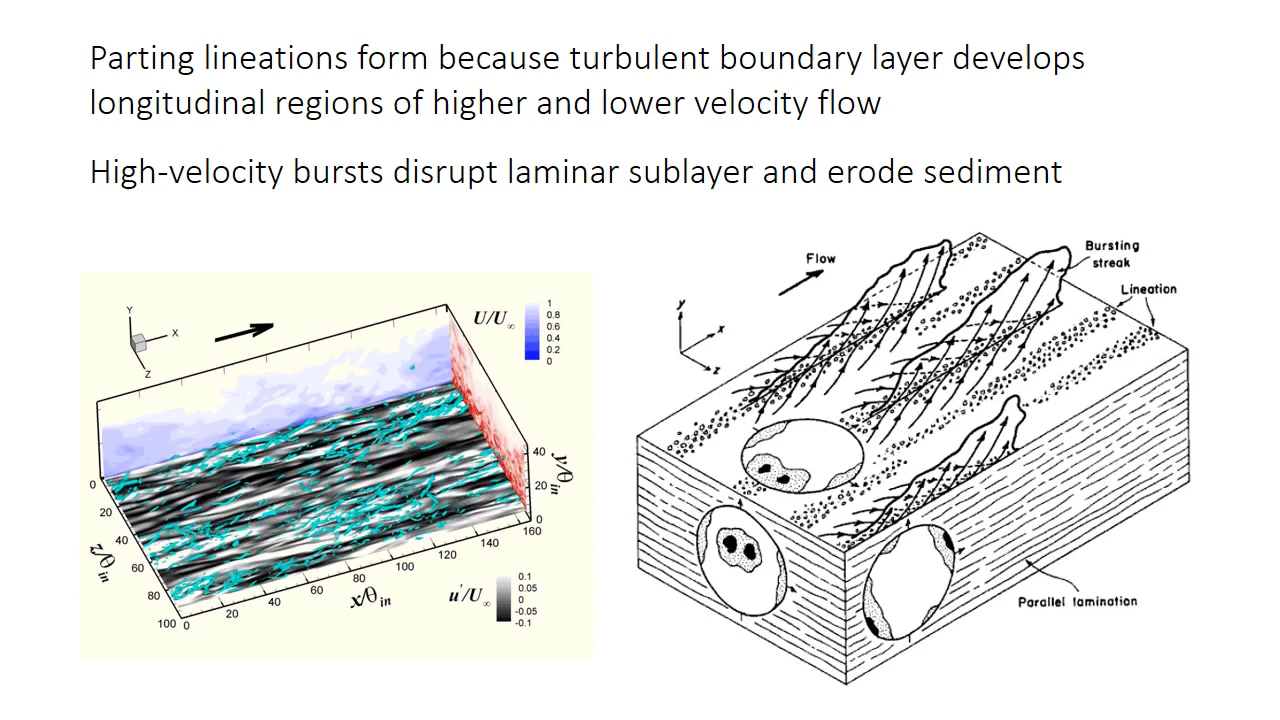 Parting lineations form because turbulent boundary layer develops
longitudinal regions of higher and lower velocity flow
High-velocity bursts disrupt laminar sublayer and erode sediment
Y
X
Z
U/U∞
1
0.8
0.6
0.4
0.2
0
40
20
0
y/θin
0
20
40
60
80
100
z/θin
0
20
40
60
80
100
120
140
160
x/θin
u'/U∞
0.1
0.05
0
-0.05
-0.1
Flow
Bursting
streak
Lineation
y
x
z
Parallel lamination